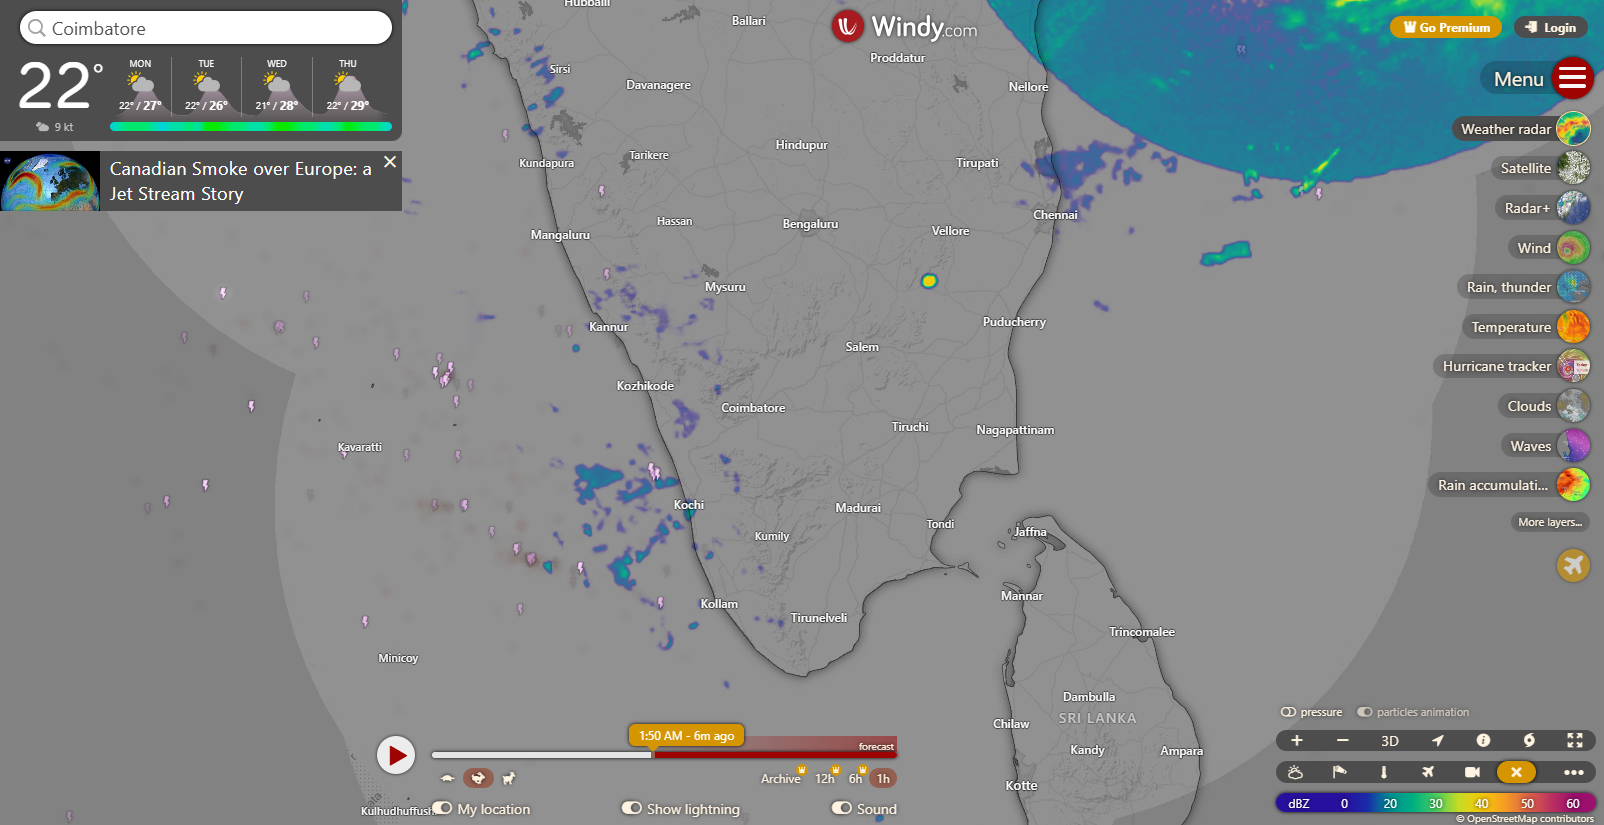 Coimbatore
22°
9 kt
MON
22° / 27°
TUE
22° / 26°
WED
21° / 28°
THU
22° / 29°
Canadian Smoke over Europe: a
Jet Stream Story
Windy.com
Go Premium
Login
Menu
Weather radar
Satellite
Radar+
Wind
Rain, thunder
Temperature
Hurricane tracker
Clouds
Waves
Rain accumulati...
More layers...
Hubballi
Ballari
Proddatur
Sirsi
Davanagere
Nellore
Hindupur
Kundapura
Tarikere
Tirupati
Chennai
Hassan
Bengaluru
Vellore
Mangaluru
Mysuru
Puducherry
Kannur
Salem
Kozhikode
Coimbatore
Tiruchi
Nagapattinam
Kavaratti
Kochi
Madurai
Tondi
Jaffna
Kumily
Mannar
Kollam
Tirunelveli
Trincomalee
Minicoy
Dambulla
Chilaw
SRI LANKA
Kandy
Ampara
Kotte
Kulhudhuffush
1:50 AM - 6m ago
forecast
Archive
12h
6h
1h
My location
Show lightning
Sound
pressure
particles animation
+
−
3D
dBZ 0 20 30 40 50 60
© OpenStreetMap contributors